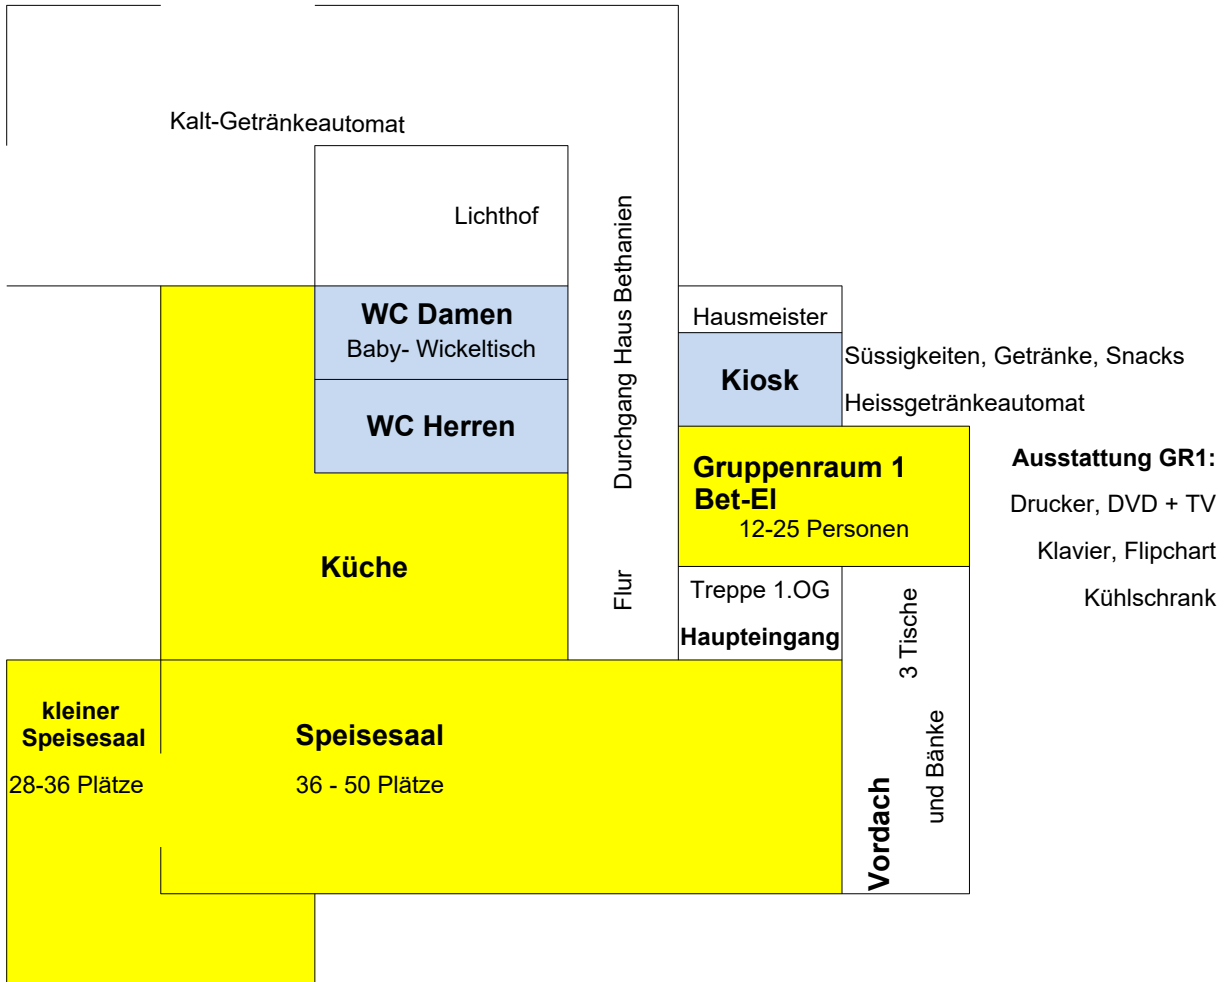 Kalt-Getränkeautomat
Lichthof
Flur Durchgang Haus Bethanien
WC Damen
Baby- Wickeltisch
WC Herren
Hausmeister
Kiosk
Süssigkeiten, Getränke, Snacks
Heissgetränkeautomat
Gruppenraum 1
Bet-El
12-25 Personen
Ausstattung GR1:
Drucker, DVD + TV
Klavier, Flipchart
Kühlschrank
Küche
Treppe 1.OG
Haupteingang
3 Tische
und Bänke
Vordach
kleiner
Speisesaal
28-36 Plätze
Speisesaal
36 - 50 Plätze